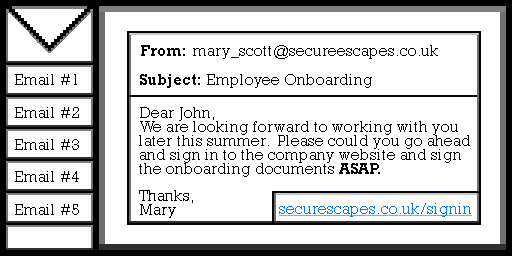 Email #1
Email #2
Email #3
Email #4
Email #5
From: mary_scott@secureescapes.co.uk
Subject: Employee Onboarding
Dear John,
We are looking forward to working with you
later this summer. Please could you go ahead
and sign in to the company website and sign
the onboarding documents ASAP.
Thanks,
Mary
securescapes.co.uk/signin